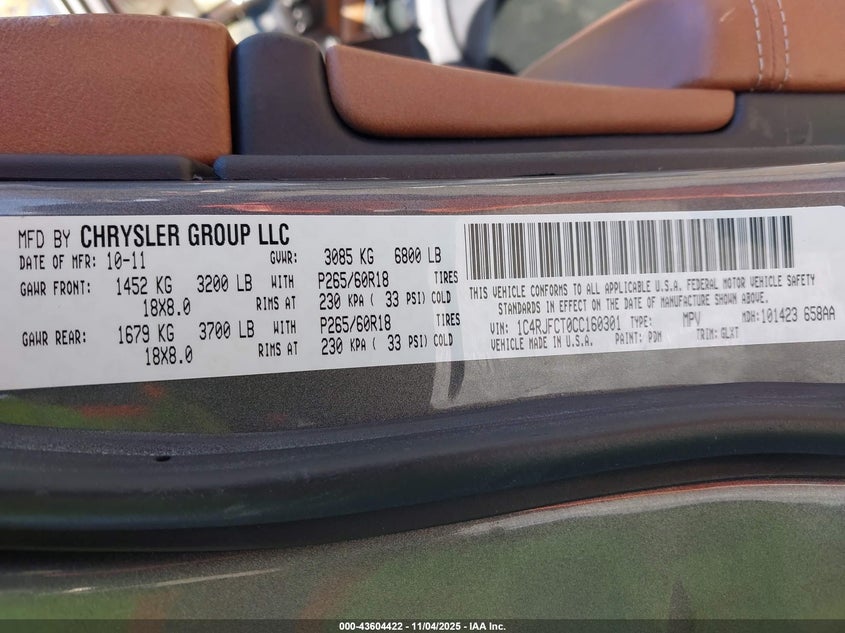 MFD BY CHRYSLER GROUP LLC
DATE OF MFR: 10-11 GVWR: 3085 KG 6800 LB
GAWR FRONT: 1452 KG 3200 LB WITH P265/60R18 TIRES
18X8.0 RIMS AT 230 KPA ( 33 PSI) COLD
GAWR REAR: 1679 KG 3700 LB WITH P265/60R18 TIRES
18X8.0 RIMS AT 230 KPA ( 33 PSI) COLD
THIS VEHICLE CONFORMS TO ALL APPLICABLE U.S.A. FEDERAL MOTOR VEHICLE SAFETY
STANDARDS IN EFFECT ON THE DATE OF MANUFACTURE SHOWN ABOVE.
VIN: 1C4RJFCT0CC160301 TYPE: MPV MDH:101423 658AA
VEHICLE MADE IN U.S.A. PAINT: PDM TRIM: GLXT
000-43604422 - 11/04/2025 - IAA Inc.